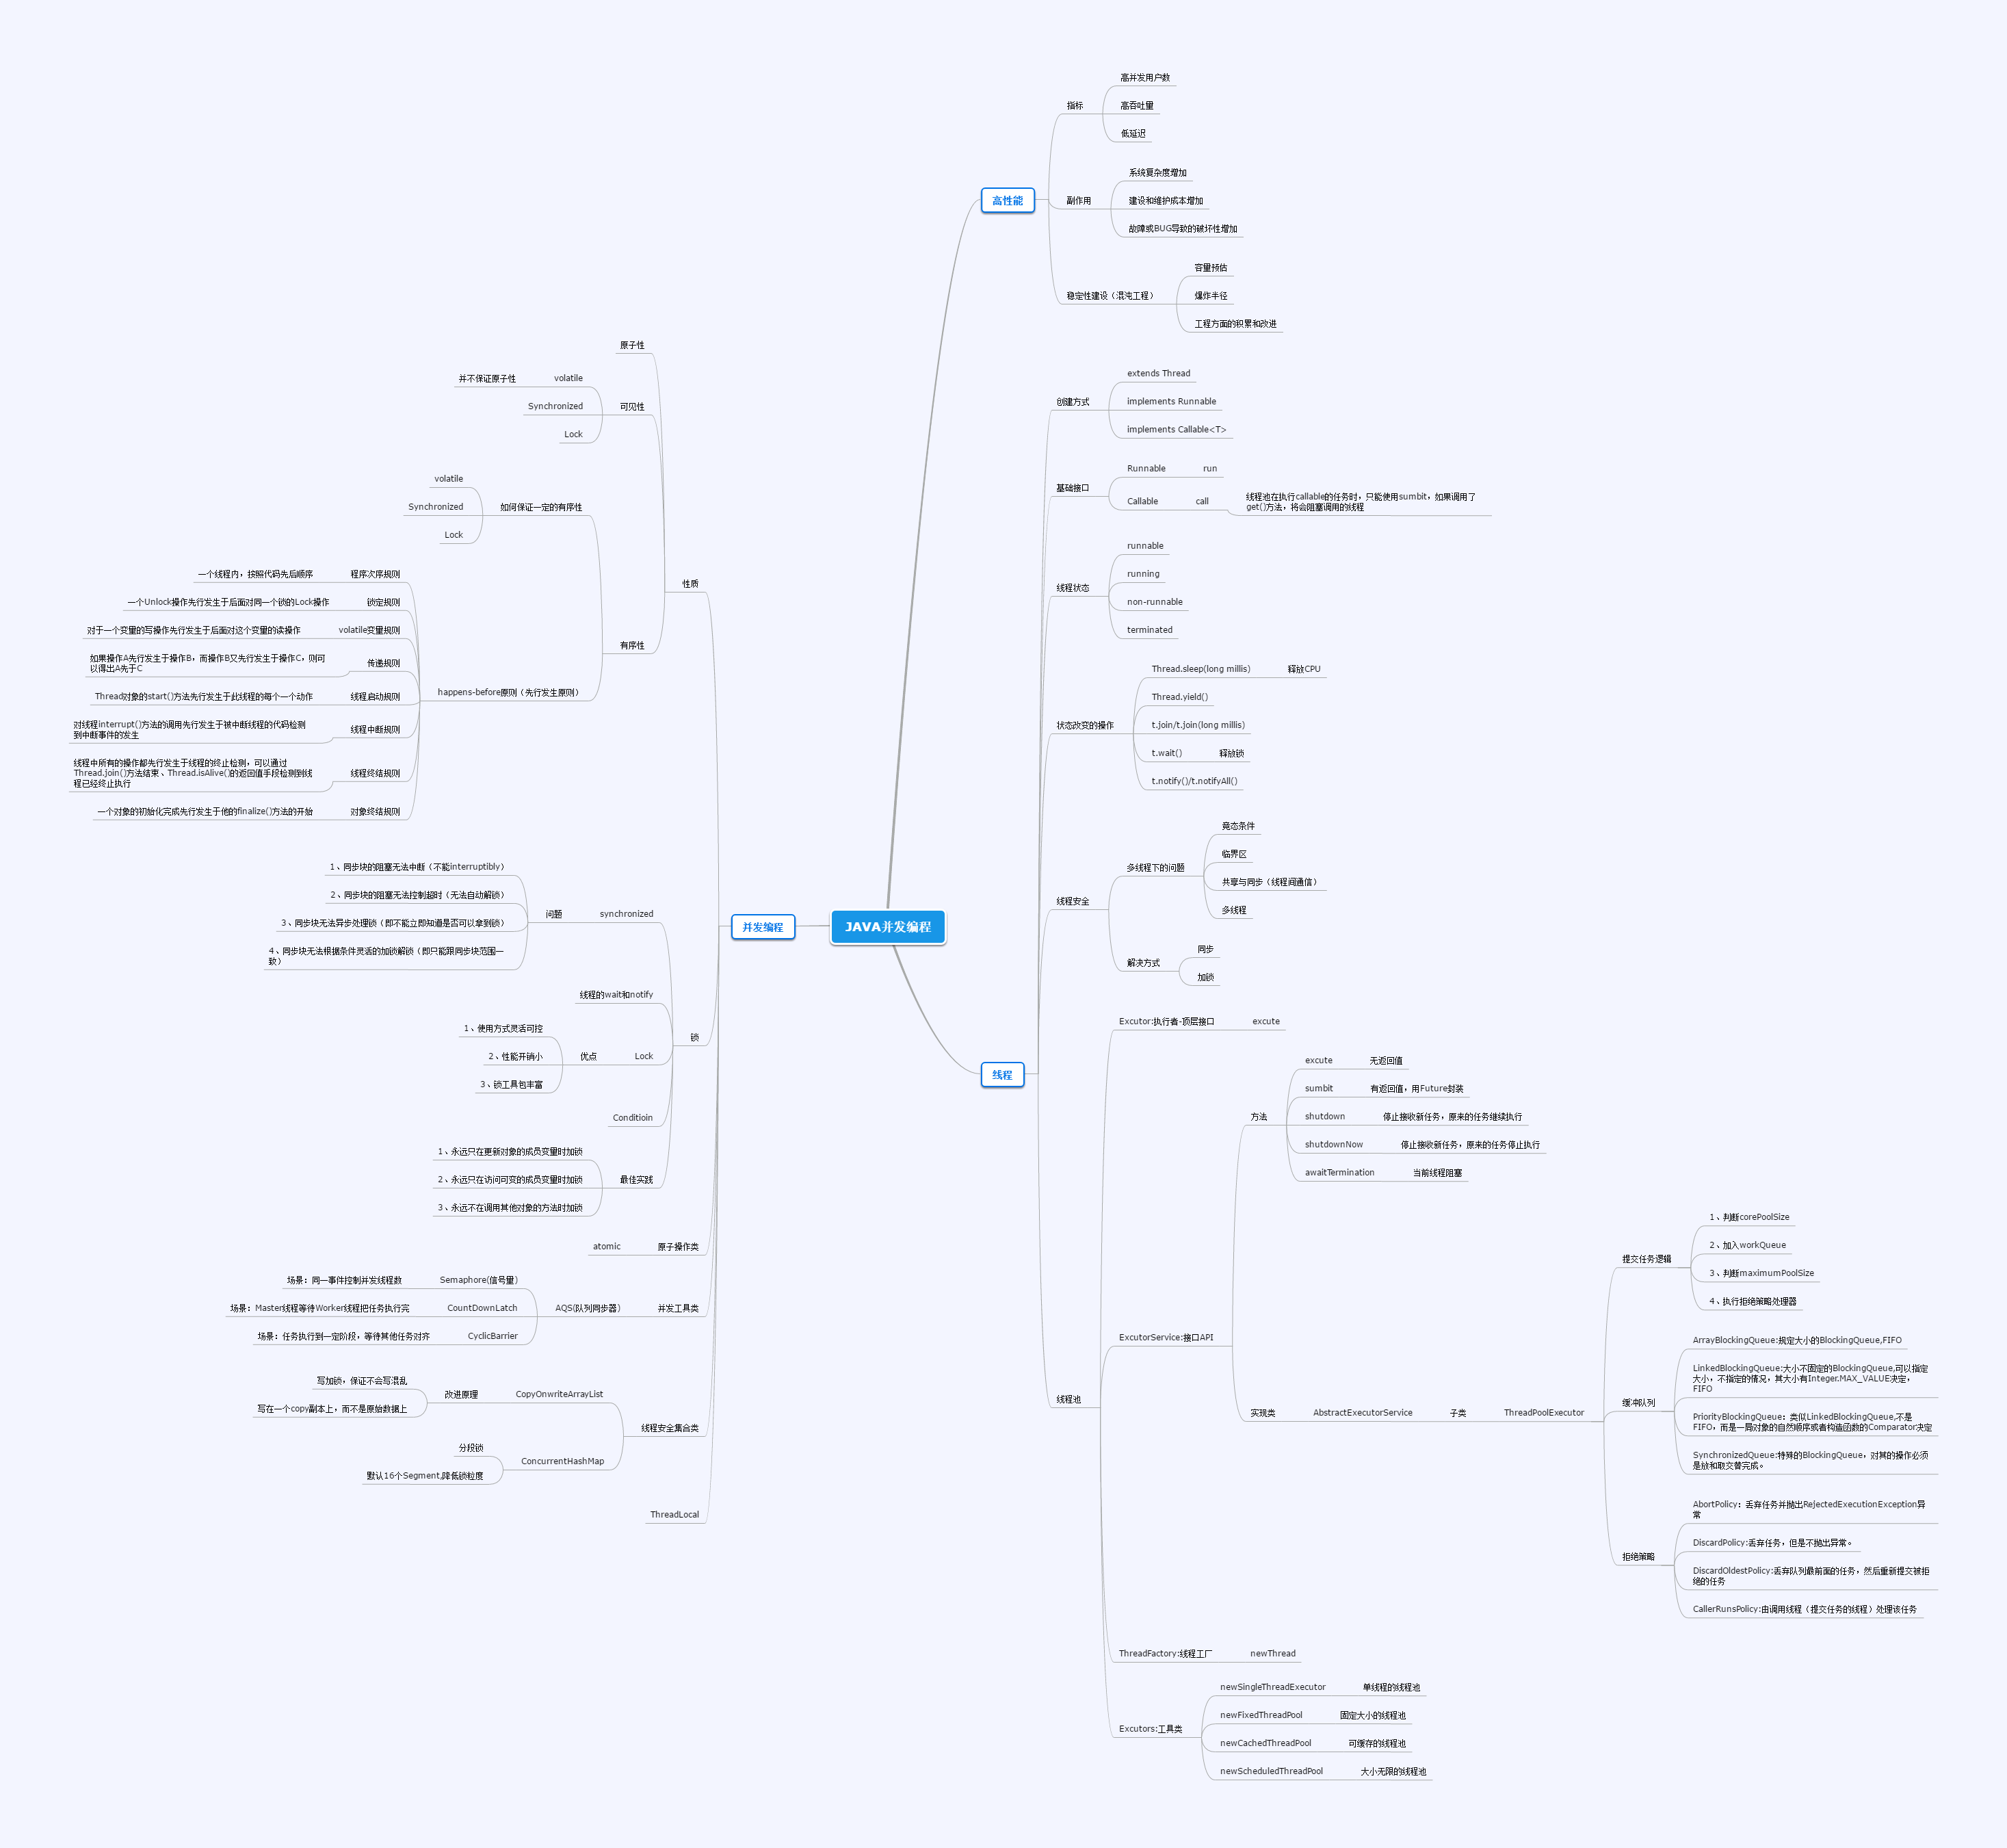 JAVA并发编程
高性能
指标
高并发用户数
高吞吐量
低延迟
副作用
系统复杂度增加
建设和维护成本增加
故障或BUG导致的破坏性增加
稳定性建设（混沌工程）
容量预估
爆炸半径
工程方面的积累和改进
线程
创建方式
extends Thread
implements Runnable
implements Callable<T>
基础接口
Runnable
run
Callable
call
线程池在执行callable的任务时，只能使用sumbit，如果调用了
get()方法，将会阻塞调用的线程
线程状态
runnable
running
non-runnable
terminated
状态改变的操作
Thread.sleep(long millis)
释放CPU
Thread.yield()
t.join/t.join(long millis)
t.wait()
释放锁
t.notify()/t.notifyAll()
线程安全
多线程下的问题
竟态条件
临界区
共享与同步（线程间通信）
多线程
解决方式
同步
加锁
线程池
Excutor:执行者-顶层接口
excute
ExcutorService:接口API
方法
excute
无返回值
sumbit
有返回值，用Future封装
shutdown
停止接收新任务，原来的任务继续执行
shutdownNow
停止接收新任务，原来的任务停止执行
awaitTermination
当前线程阻塞
实现类
AbstractExecutorService
子类
ThreadPoolExecutor
提交任务逻辑
1、判断corePoolSize
2、加入workQueue
3、判断maximumPoolSize
4、执行拒绝策略处理器
缓冲队列
ArrayBlockingQueue:规定大小的BlockingQueue,FIFO
LinkedBlockingQueue:大小不固定的BlockingQueue,可以指定
大小，不指定的情况，其大小有Integer.MAX_VALUE决定，
FIFO
PriorityBlockingQueue：类似LinkedBlockingQueue,不是
FIFO，而是一局对象的自然顺序或者构造函数的Comparator决定
SynchronizedQueue:特殊的BlockingQueue，对其的操作必须
是放和取交替完成。
拒绝策略
AbortPolicy：丢弃任务并抛出RejectedExecutionException异
常
DiscardPolicy:丢弃任务，但是不抛出异常。
DiscardOldestPolicy:丢弃队列最前面的任务，然后重新提交被拒
绝的任务
CallerRunsPolicy:由调用线程（提交任务的线程）处理该任务
ThreadFactory:线程工厂
newThread
Excutors:工具类
newSingleThreadExecutor
单线程的线程池
newFixedThreadPool
固定大小的线程池
newCachedThreadPool
可缓存的线程池
newScheduledThreadPool
大小无限的线程池
并发编程
性质
原子性
可见性
volatile
并不保证原子性
Synchronized
Lock
有序性
如何保证一定的有序性
volatile
Synchronized
Lock
happens-before原则（先行发生原则）
程序次序规则
一个线程内，按照代码先后顺序
锁定规则
一个Unlock操作先行发生于后面对同一个锁的Lock操作
volatile变量规则
对于一个变量的写操作先行发生于后面对这个变量的读操作
传递规则
如果操作A先行发生于操作B，而操作B又先行发生于操作C，则可
以得出A先于C
线程启动规则
Thread对象的start()方法先行发生于此线程的每个一个动作
线程中断规则
对线程interrupt()方法的调用先行发生于被中断线程的代码检测
到中断事件的发生
线程终结规则
线程中所有的操作都先行发生于线程的终止检测，可以通过
Thread.join()方法结束、Thread.isAlive()的返回值手段检测到线
程已经终止执行
对象终结规则
一个对象的初始化完成先行发生于他的finalize()方法的开始
锁
synchronized
问题
1、同步块的阻塞无法中断（不能interruptibly）
2、同步块的阻塞无法控制超时（无法自动解锁）
3、同步块无法异步处理锁（即不能立即知道是否可以拿到锁）
4、同步块无法根据条件灵活的加锁解锁（即只能跟同步块范围一
致）
线程的wait和notify
Lock
优点
1、使用方式灵活可控
2、性能开销小
3、锁工具包丰富
Conditioin
最佳实践
1、永远只在更新对象的成员变量时加锁
2、永远只在访问可变的成员变量时加锁
3、永远不在调用其他对象的方法时加锁
原子操作类
atomic
并发工具类
AQS(队列同步器）
Semaphore(信号量)
场景：同一事件控制并发线程数
CountDownLatch
场景：Master线程等待Worker线程把任务执行完
CyclicBarrier
场景：任务执行到一定阶段，等待其他任务对齐
线程安全集合类
CopyOnwriteArrayList
改进原理
写加锁，保证不会写混乱
写在一个copy副本上，而不是原始数据上
ConcurrentHashMap
分段锁
默认16个Segment,降低锁粒度
ThreadLocal